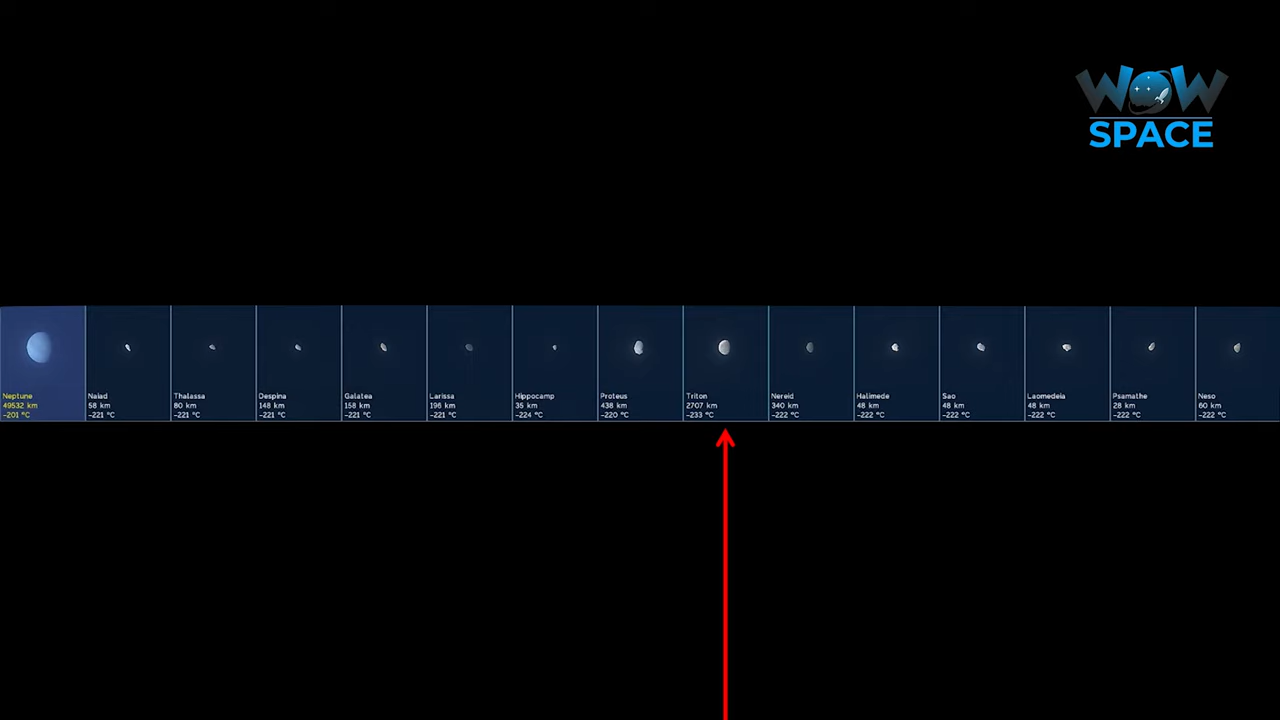 WOW
SPACE
Neptune
49532 km
-201 °C
Naiad
58 km
-221 °C
Thalassa
80 km
-221 °C
Despina
148 km
-221 °C
Galatea
158 km
-221 °C
Larissa
196 km
-221 °C
Hippocamp
35 km
-224 °C
Proteus
438 km
-220 °C
Triton
2707 km
-233 °C
Nereid
340 km
-222 °C
Halimede
48 km
-222 °C
Sao
48 km
-222 °C
Laomedeia
48 km
-222 °C
Psamathe
28 km
-222 °C
Neso
60 km
-222 °C